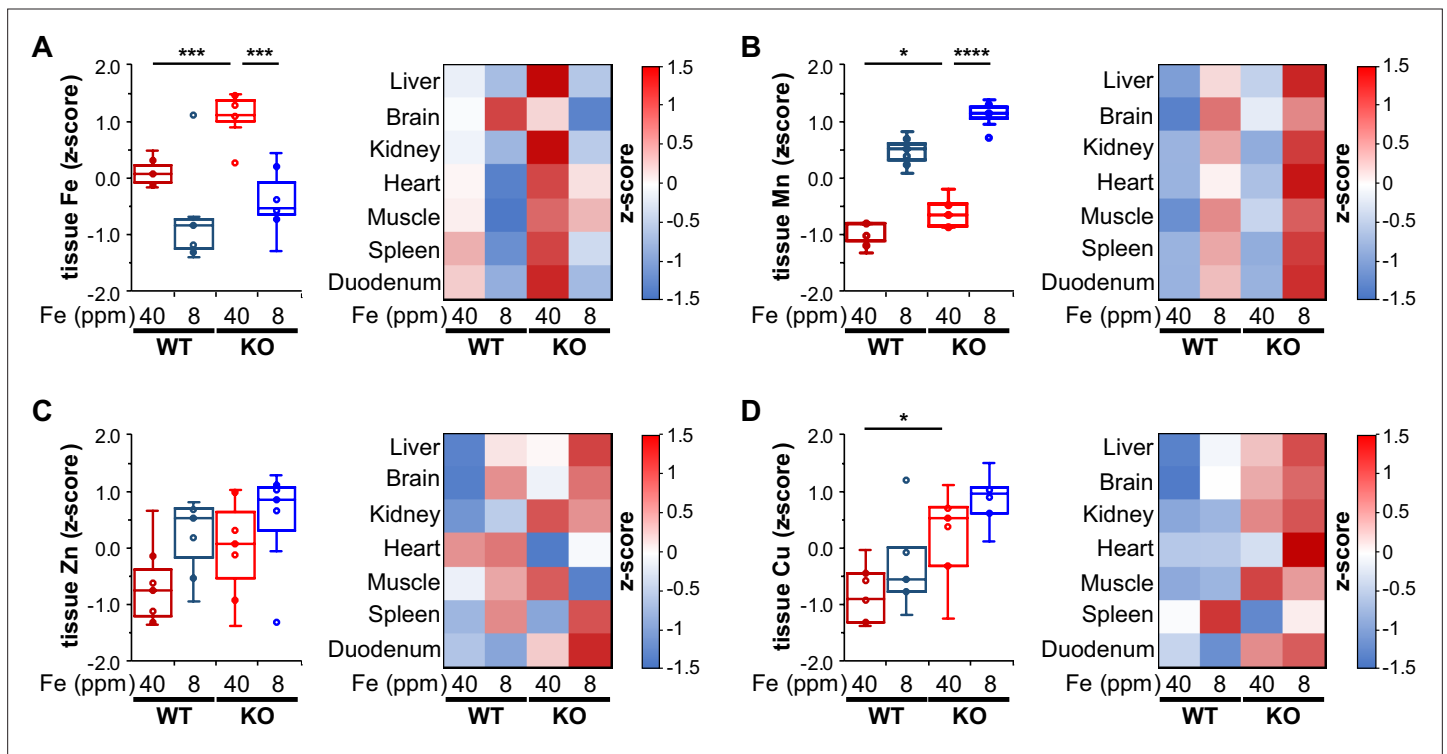 A
*** ***
tissue Fe (z-score)
2.0
1.0
0.0
-1.0
-2.0
Fe (ppm) 40 8 40 8
WT KO
Liver
Brain
Kidney
Heart
Muscle
Spleen
Duodenum
Fe (ppm) 40 8 40 8
WT KO
1.5
1
0.5
0
-0.5
-1
-1.5
z-score
B
* ****
tissue Mn (z-score)
2.0
1.0
0.0
-1.0
-2.0
Fe (ppm) 40 8 40 8
WT KO
Liver
Brain
Kidney
Heart
Muscle
Spleen
Duodenum
Fe (ppm) 40 8 40 8
WT KO
1.5
1
0.5
0
-0.5
-1
-1.5
z-score
C
tissue Zn (z-score)
2.0
1.0
0.0
-1.0
-2.0
Fe (ppm) 40 8 40 8
WT KO
Liver
Brain
Kidney
Heart
Muscle
Spleen
Duodenum
Fe (ppm) 40 8 40 8
WT KO
1.5
1
0.5
0
-0.5
-1
-1.5
z-score
D
*
tissue Cu (z-score)
2.0
1.0
0.0
-1.0
-2.0
Fe (ppm) 40 8 40 8
WT KO
Liver
Brain
Kidney
Heart
Muscle
Spleen
Duodenum
Fe (ppm) 40 8 40 8
WT KO
1.5
1
0.5
0
-0.5
-1
-1.5
z-score